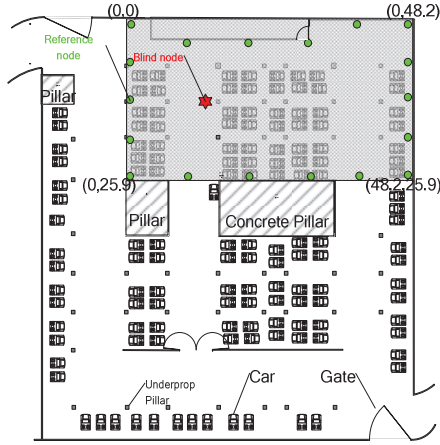 (0,0)
(0,48.2)
Reference
node
Blind node
Pillar
(0,25.9)
(48.2,25.9)
Pillar
Concrete Pillar
Underprop
Pillar
Car
Gate